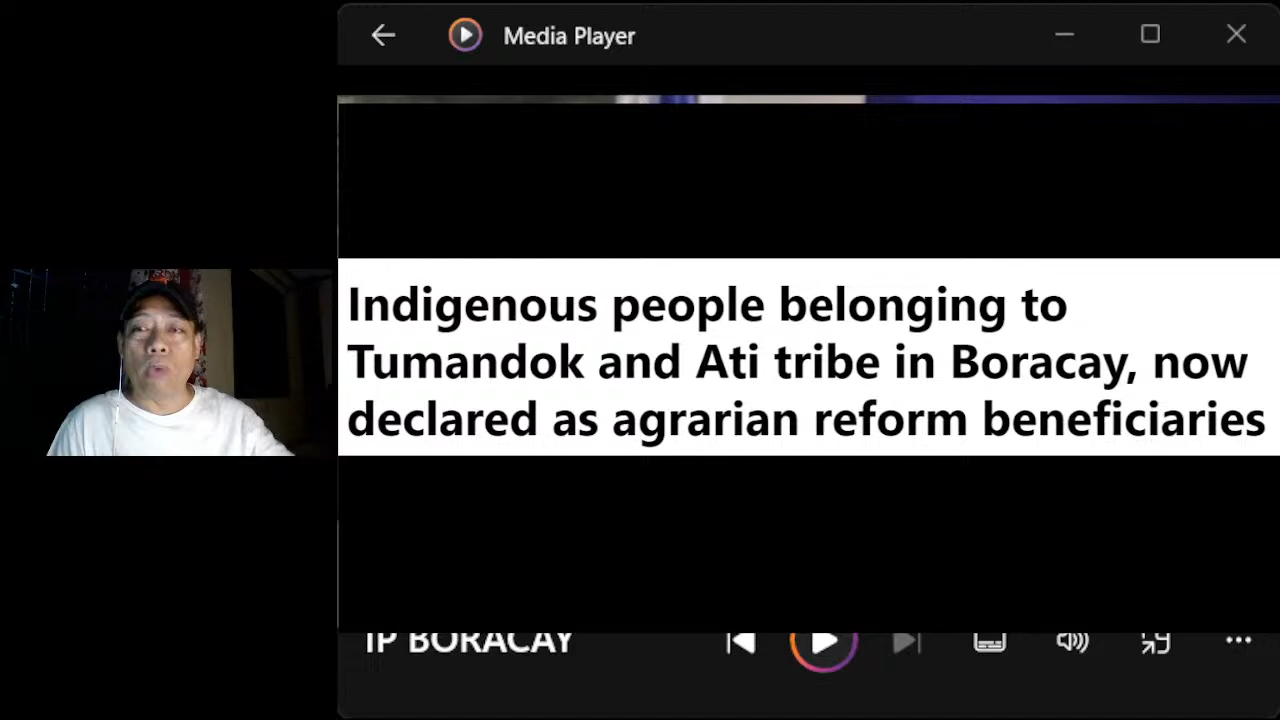 Media Player
Indigenous people belonging to
Tumandok and Ati tribe in Boracay, now
declared as agrarian reform beneficiaries
IP BORACAY